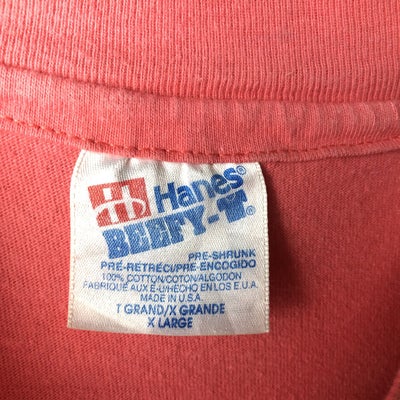 Hanes®
BEEFY-T®
PRE-SHRUNK
PRÉ-RÉTRÉCI/PRE-ENCOGIDO
100% COTTON/COTON/ALGODON
FABRIQUÉ AUX E-U/HECHO EN LOS E.U.A.
MADE IN U.S.A.
T GRAND/X GRANDE
X LARGE